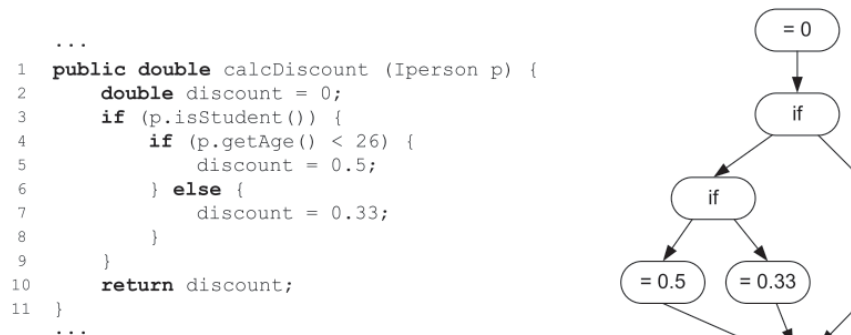 ...
1 public double calcDiscount (Iperson p) {
2 double discount = 0;
3 if (p.isStudent()) {
4 if (p.getAge() < 26) {
5 discount = 0.5;
6 } else {
7 discount = 0.33;
8 }
9 }
10 return discount;
11 }
...
= 0
if
if
= 0.5 = 0.33